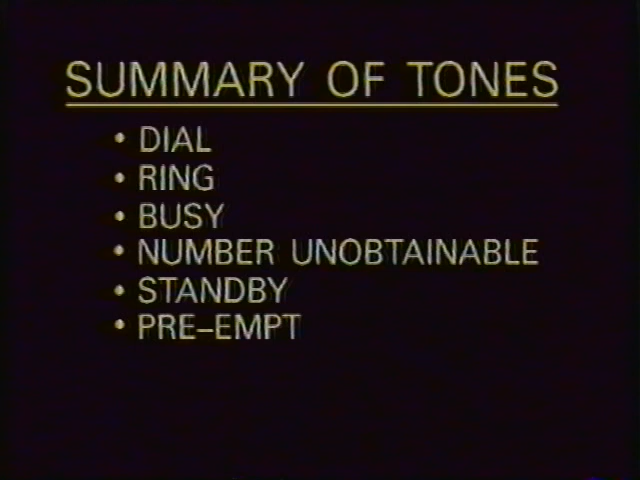 SUMMARY OF TONES
• DIAL
• RING
• BUSY
• NUMBER UNOBTAINABLE
• STANDBY
• PRE–EMPT